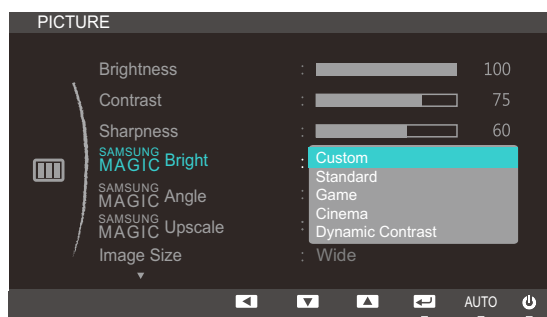 PICTURE
Brightness : 100
Contrast : 75
Sharpness : 60
SAMSUNG MAGIC Bright : Custom
Standard
SAMSUNG MAGIC Angle : Game
Cinema
SAMSUNG MAGIC Upscale : Dynamic Contrast
Image Size : Wide
AUTO